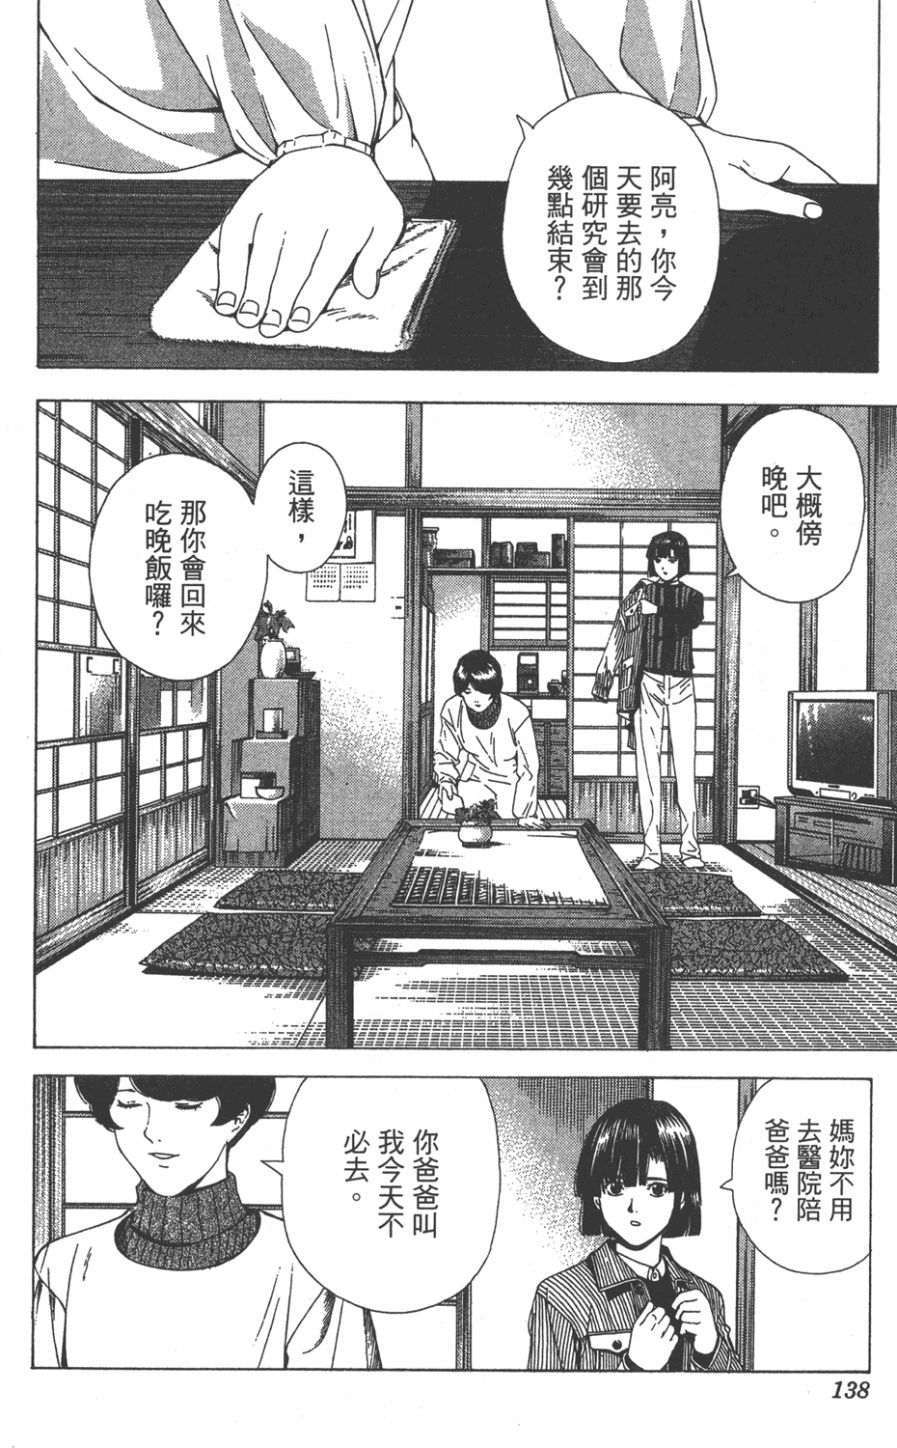 阿亮，你今
天要去的那
個研究會到
幾點結束？
大概傍
晚吧。
這樣，
那你會回來
吃晚飯囉？
媽妳不用
去醫院陪
爸爸嗎？
你爸爸叫
我今天不
必去。
138